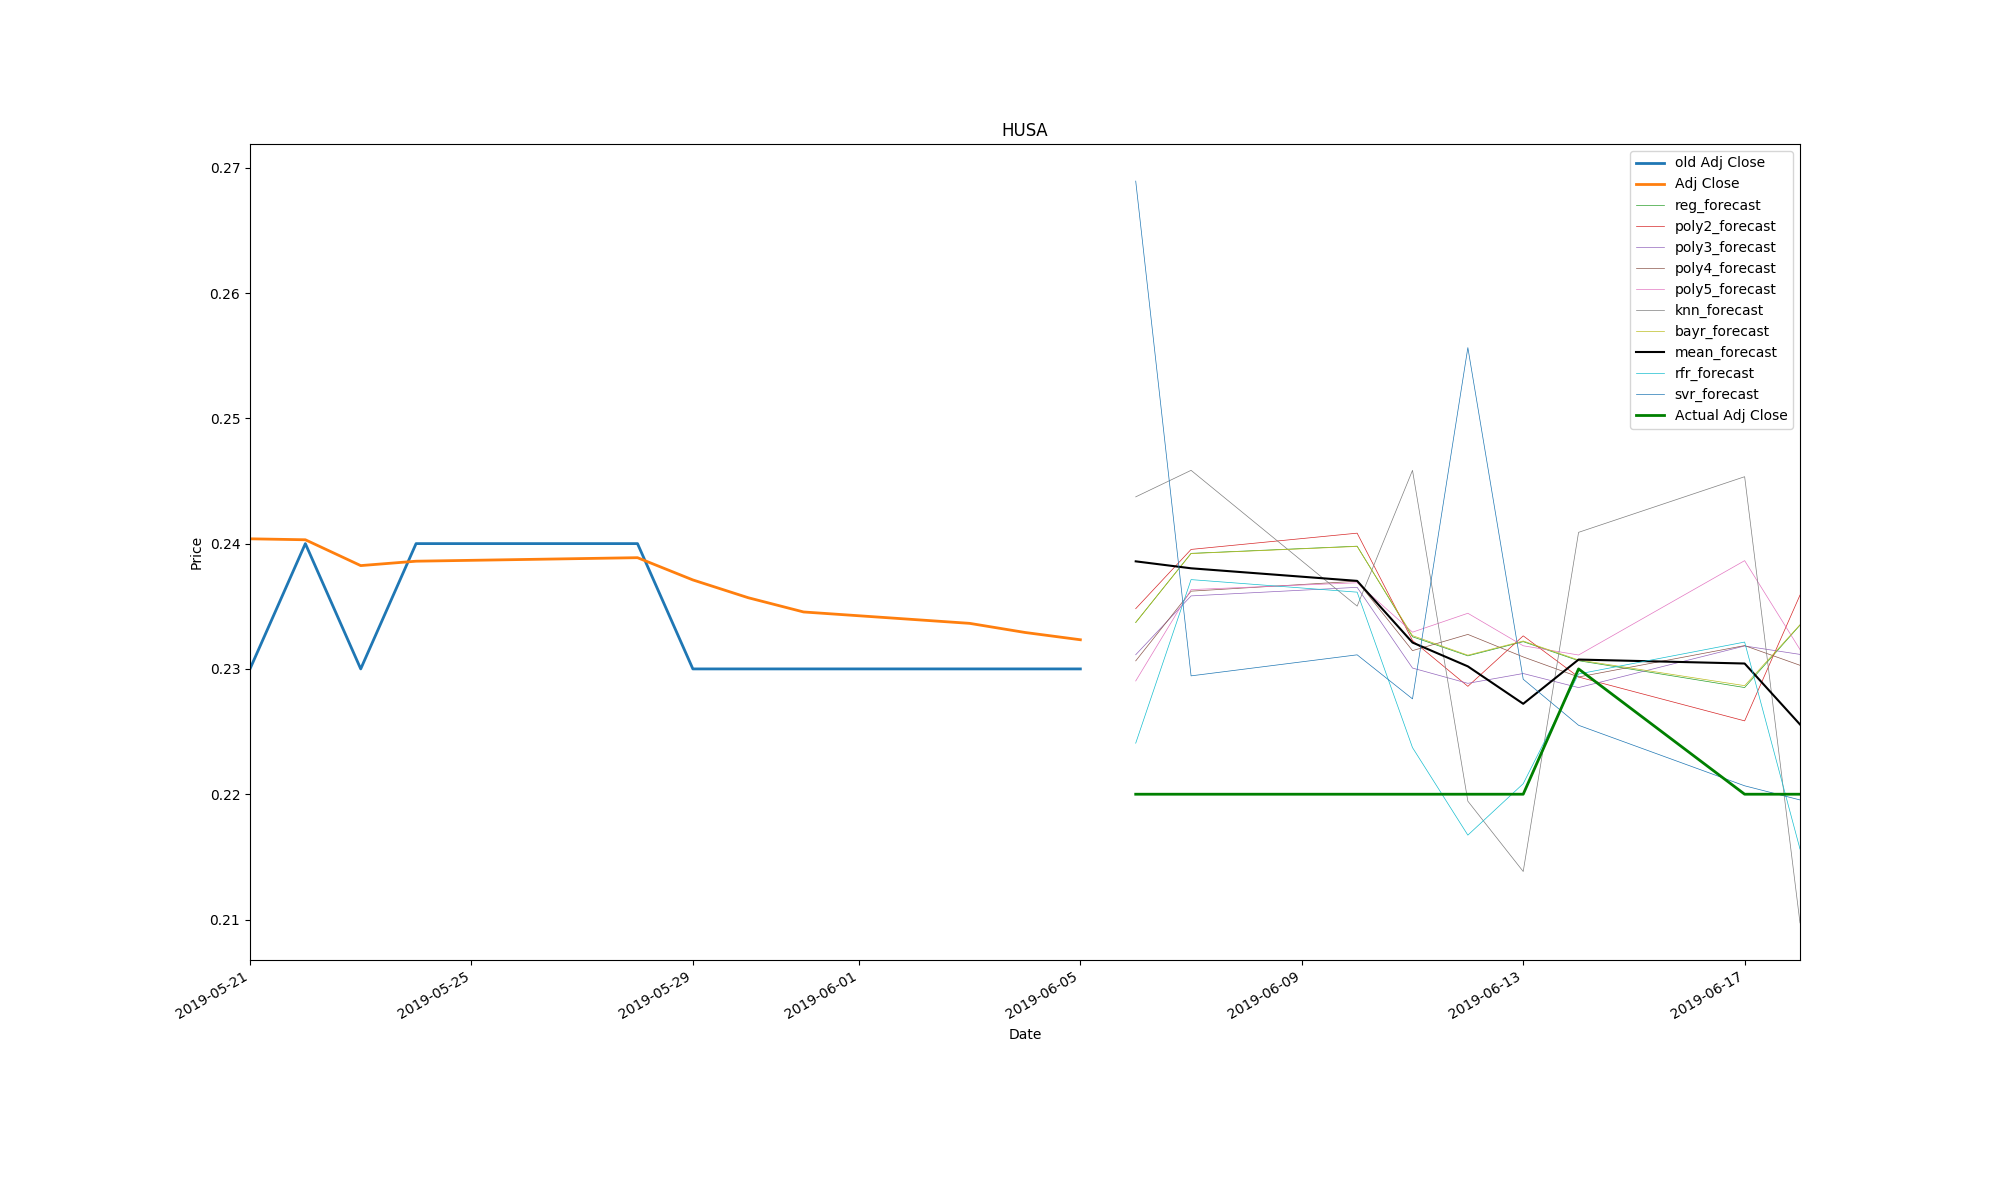 HUSA
0.27
0.26
0.25
0.24
0.23
0.22
0.21
Price
old Adj Close
Adj Close
reg_forecast
poly2_forecast
poly3_forecast
poly4_forecast
poly5_forecast
knn_forecast
bayr_forecast
mean_forecast
rfr_forecast
svr_forecast
Actual Adj Close
2019-05-21
2019-05-25
2019-05-29
2019-06-01
2019-06-05
2019-06-09
2019-06-13
2019-06-17
Date